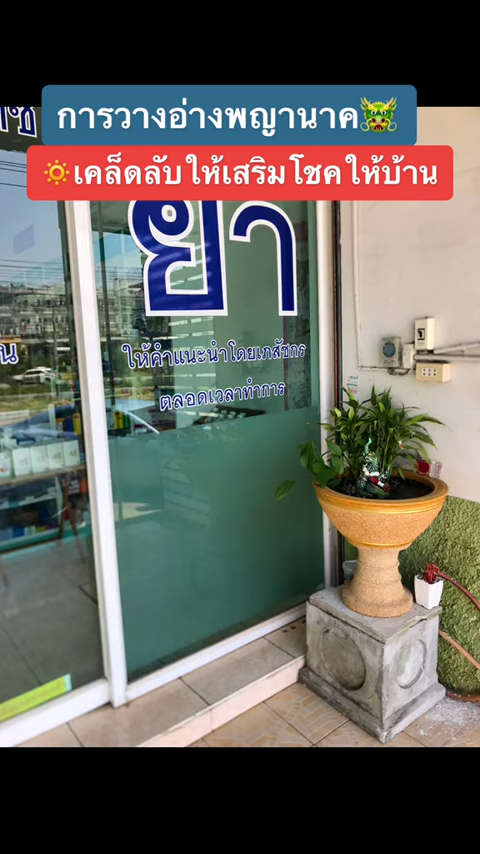 การวางอ่างพญานาค🐲
🔅เคล็ดลับให้เสริมโชคให้บ้าน
ยา
ให้คำแนะนำโดยเภสัชกร
ตลอดเวลาทำการ